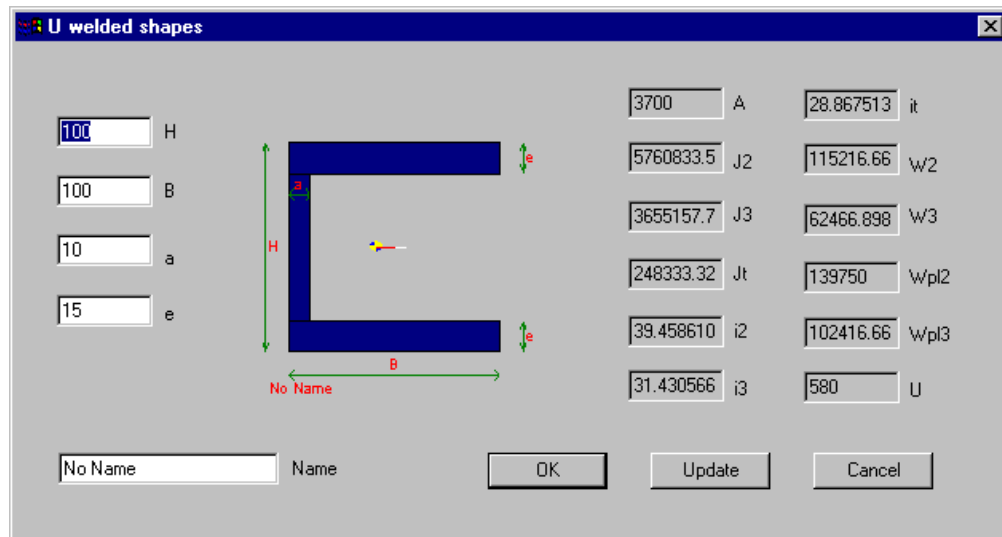 U welded shapes
100 H
100 B
10 a
15 e
a
H
e
e
B
No Name
3700 A 28.867513 it
5760833.5 J2 115216.66 W2
3655157.7 J3 62466.898 W3
248333.32 Jt 139750 Wpl2
39.458610 i2 102416.66 Wpl3
31.430566 i3 580 U
No Name Name OK Update Cancel